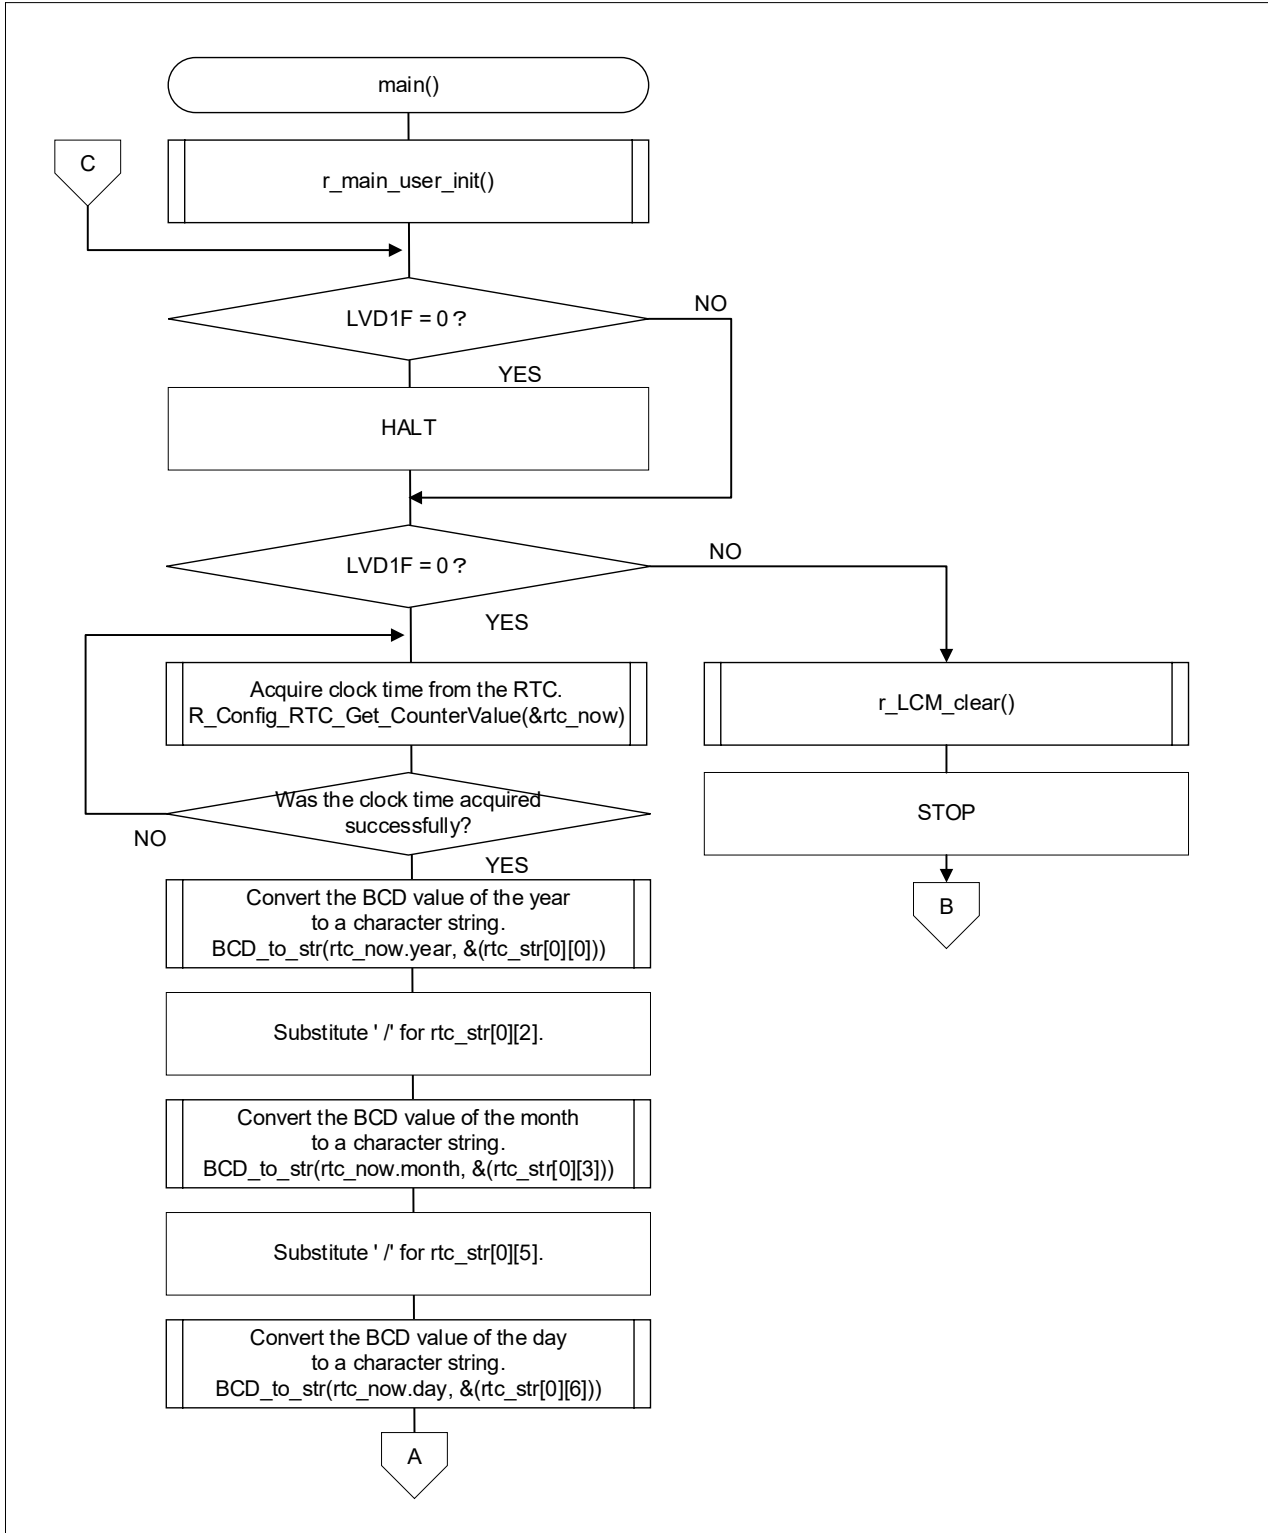 main()
C
r_main_user_init()
LVD1F = 0 ?
NO
YES
HALT
LVD1F = 0 ?
NO
YES
Acquire clock time from the RTC.
R_Config_RTC_Get_CounterValue(&rtc_now)
r_LCM_clear()
Was the clock time acquired
successfully?
NO
YES
STOP
Convert the BCD value of the year
to a character string.
BCD_to_str(rtc_now.year, &(rtc_str[0][0]))
B
Substitute ' /' for rtc_str[0][2].
Convert the BCD value of the month
to a character string.
BCD_to_str(rtc_now.month, &(rtc_str[0][3]))
Substitute ' /' for rtc_str[0][5].
Convert the BCD value of the day
to a character string.
BCD_to_str(rtc_now.day, &(rtc_str[0][6]))
A